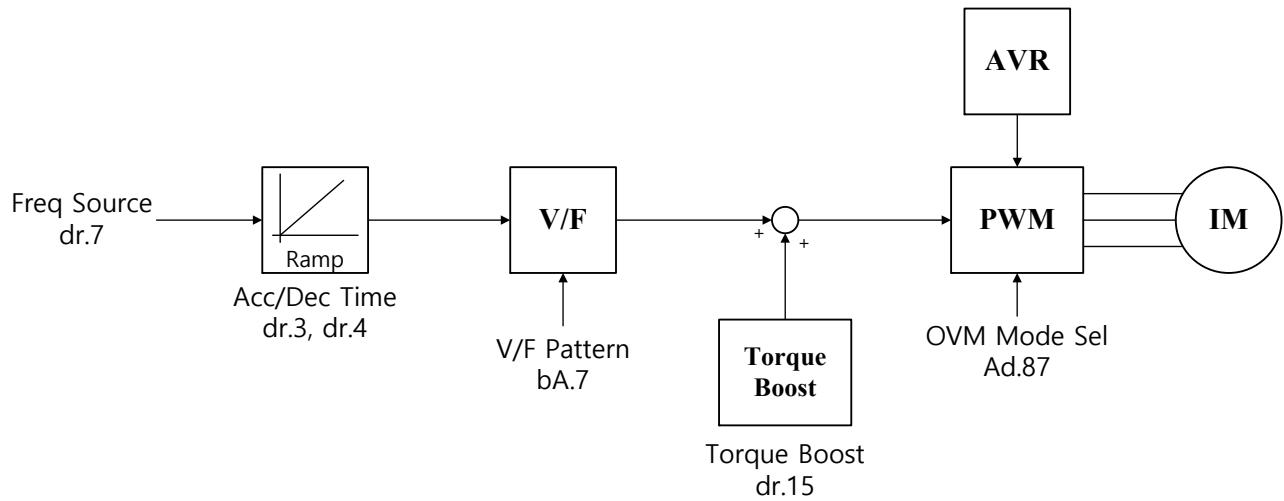 AVR
Freq Source
dr.7
Ramp
Acc/Dec Time
dr.3, dr.4
V/F
V/F Pattern
bA.7
+
+
Torque
Boost
Torque Boost
dr.15
PWM
OVM Mode Sel
Ad.87
IM